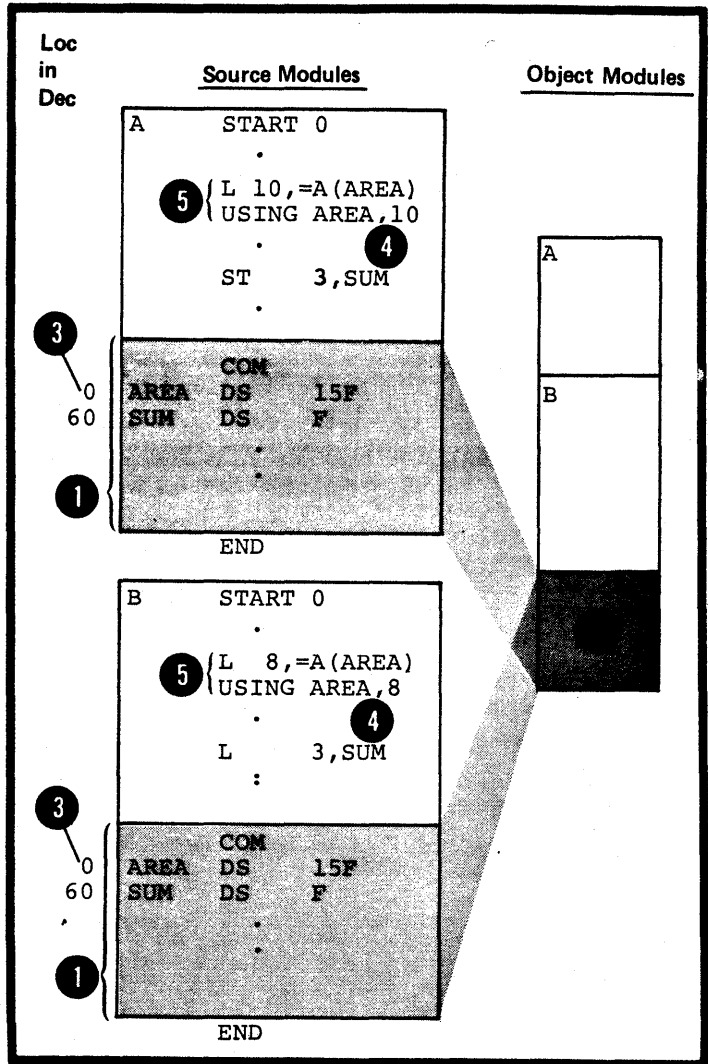 Loc
in
Dec
Source Modules
Object Modules
A START 0
.
5 { L 10,=A(AREA)
USING AREA,10
.
4
ST 3,SUM
.
3
COM
0 AREA DS 15F
60 SUM DS F
.
.
1
END
B START 0
.
5 { L 8,=A(AREA)
USING AREA,8
.
4
L 3,SUM
:
3
COM
0 AREA DS 15F
60 SUM DS F
.
.
1
END
A
B